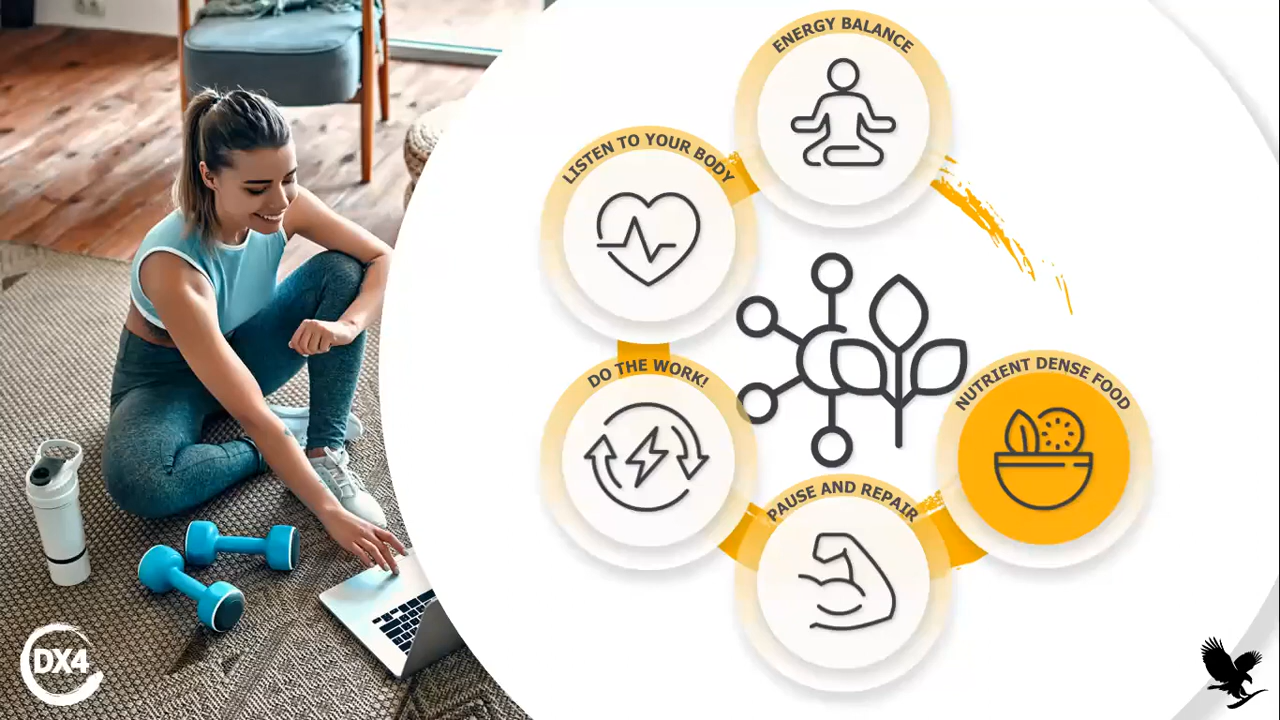 ENERGY BALANCE
LISTEN TO YOUR BODY
DO THE WORK!
NUTRIENT DENSE FOOD
PAUSE AND REPAIR
DX4